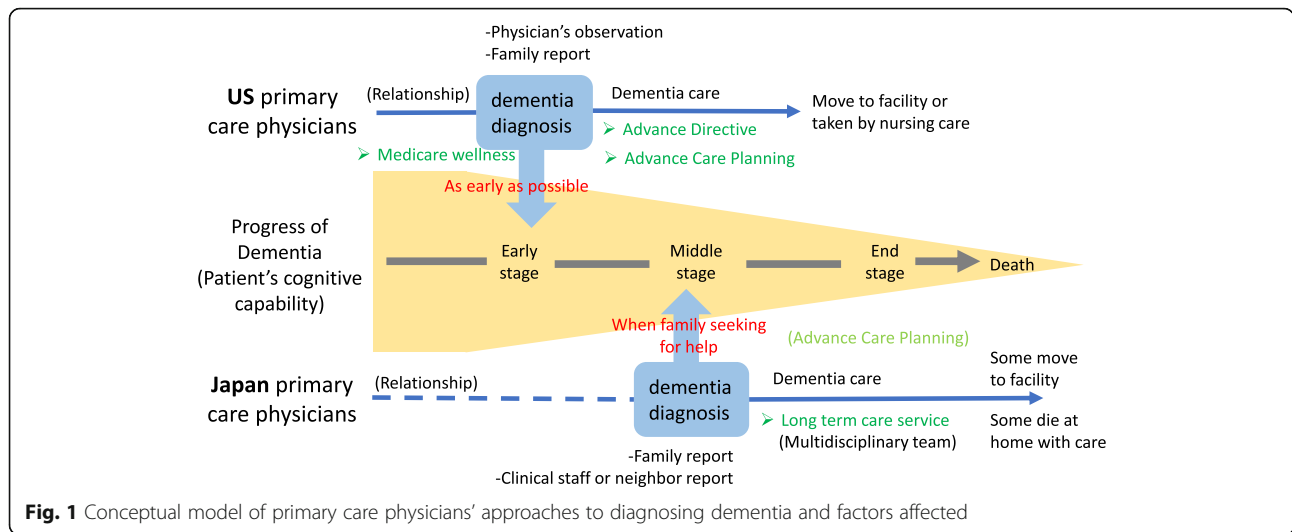 -Physician's observation
-Family report
US primary
care physicians
(Relationship)
dementia
diagnosis
Dementia care
Move to facility or
taken by nursing care
➢ Advance Directive
➢ Advance Care Planning
➢ Medicare wellness
As early as possible
Progress of
Dementia
(Patient's cognitive
capability)
Early
stage
Middle
stage
End
stage
Death
When family seeking
for help
(Advance Care Planning)
Japan primary
care physicians
(Relationship)
dementia
diagnosis
Dementia care
Some move
to facility
➢ Long term care service
(Multidisciplinary team)
Some die at
home with care
-Family report
-Clinical staff or neighbor report
Fig. 1 Conceptual model of primary care physicians' approaches to diagnosing dementia and factors affected